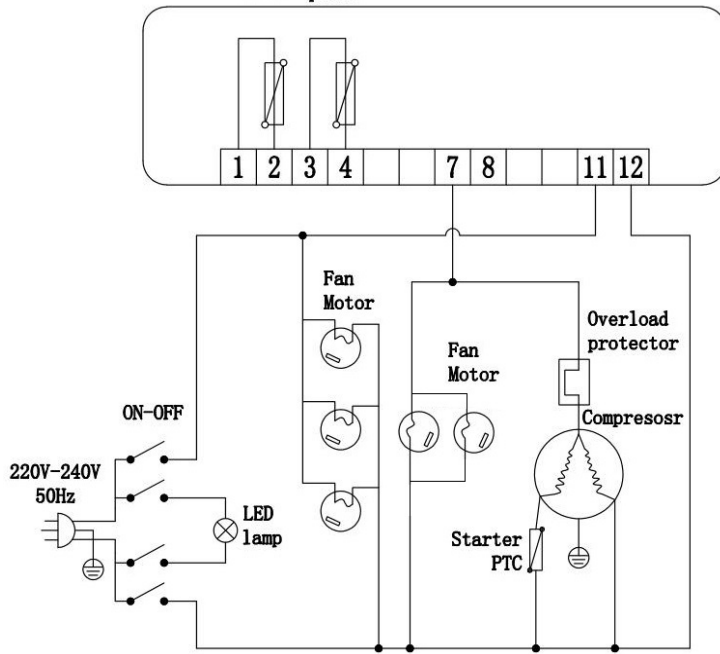 1 2 3 4 7 8 11 12
Fan
Motor
Overload
protector
Fan
Motor
ON-OFF
Compresosr
220V-240V
50Hz
LED
lamp
Starter
PTC